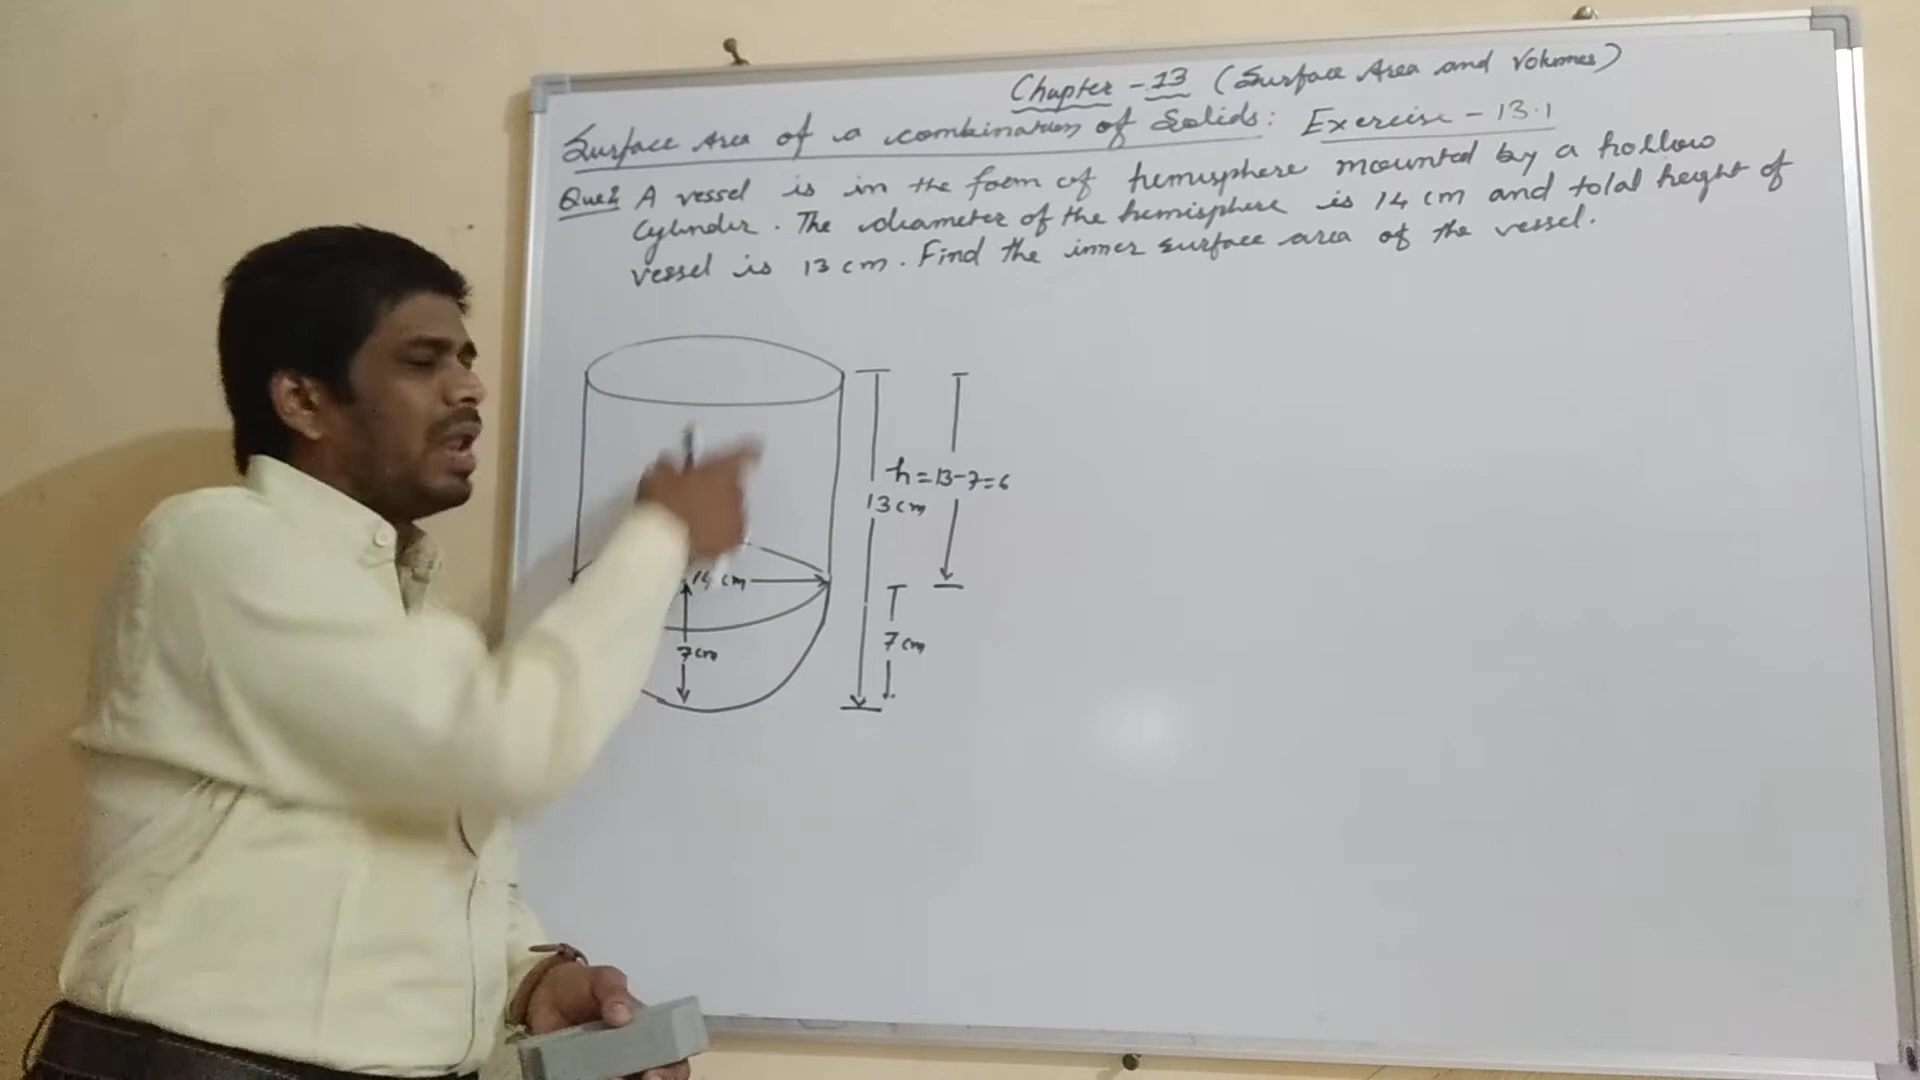 Chapter - 13 (Surface Area and Volumes)
Surface Area of a combination of Solids: Exercise - 13.1
Que2 A vessel is in the form of hemisphere mounted by a hollow
cylinder. The diameter of the hemisphere is 14 cm and total height of
vessel is 13 cm. Find the inner surface area of the vessel.
h = 13-7=6
13 cm
14 cm
7 cm
7 cm